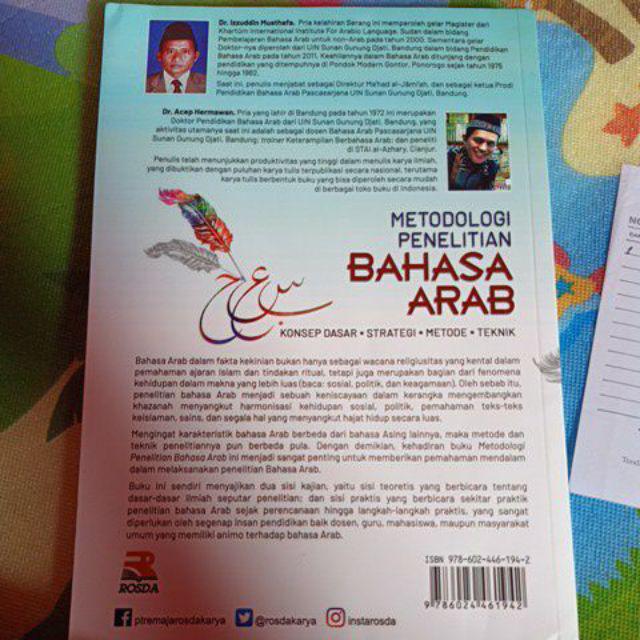 Dr. Izzuddin Musthafa. Pria kelahiran Serang ini memperoleh gelar Magister dari
Khartúm International Institute For Arabic Language, Sudan dalam bidang
Pembelajaran Bahasa Arab untuk non-Arab pada tahun 2000. Sementara gelar
Doktor-nya diperoleh dari UIN Sunan Gunung Djati, Bandung dalam bidang Pendidikan
Bahasa Arab pada tahun 2011. Keahliannya dalam Bahasa Arab ditunjang dengan
pendidikan yang ditempuhnya di Pondok Modern Gontor, Ponorogo sejak tahun 1975
hingga 1982.
Saat ini, penulis menjabat sebagai Direktur Ma'had al-Jâmi'ah, dan sebagai ketua Prodi
Pendidikan Bahasa Arab Pascasarjana UIN Sunan Gunung Djati, Bandung.
Dr. Acep Hermawan. Pria yang lahir di Bandung pada tahun 1972 ini merupakan
Doktor Pendidikan Bahasa Arab dari UIN Sunan Gunung Djati, Bandung, yang
aktivitas utamanya saat ini adalah sebagai dosen Bahasa Arab Pascasarjana UIN
Sunan Gunung Djati, Bandung; trainer Keterampilan Berbahasa Arab; dan peneliti
di STAI al-Azhary, Cianjur.
Penulis telah menunjukkan produktivitas yang tinggi dalam menulis karya ilmiah,
yang dibuktikan dengan puluhan karya tulis terpublikasi secara nasional, terutama
karya tulis berbentuk buku yang bisa diperoleh secara mudah
di berbagai toko buku di Indonesia.
METODOLOGI
PENELITIAN
BAHASA
ARAB
KONSEP DASAR • STRATEGI • METODE • TEKNIK
Bahasa Arab dalam fakta kekinian bukan hanya sebagai wacana religiusitas yang kental dalam
pemahaman ajaran Islam dan tindakan ritual, tetapi juga merupakan bagian dari fenomena
kehidupan dalam makna yang lebih luas (baca: sosial, politik, dan keagamaan). Oleh sebab itu,
penelitian bahasa Arab menjadi sebuah keniscayaan dalam kerangka mengembangkan
khazanah menyangkut harmonisasi kehidupan sosial, politik, pemahaman teks-teks
keislaman, sains, dan segala hal yang menyangkut hajat hidup secara luas.
Mengingat karakteristik bahasa Arab berbeda dari bahasa Asing lainnya, maka metode dan
teknik penelitiannya pun berbeda pula. Dengan demikian, kehadiran buku Metodologi
Penelitian Bahasa Arab ini menjadi sangat penting untuk memberikan pemahaman mendalam
dalam melaksanakan penelitian Bahasa Arab.
Buku ini sendiri menyajikan dua sisi kajian, yaitu sisi teoretis yang berbicara tentang
dasar-dasar ilmiah seputar penelitian; dan sisi praktis yang berbicara sekitar praktik
penelitian bahasa Arab sejak perencanaan hingga langkah-langkah praktis, yang sangat
diperlukan oleh segenap insan pendidikan baik dosen, guru, mahasiswa, maupun masyarakat
umum yang memiliki animo terhadap bahasa Arab.
ROSDA
ISBN 978-602-446-194-2
9 786024 461942
ptremajarosdakarya
@rosdakarya
instarosda